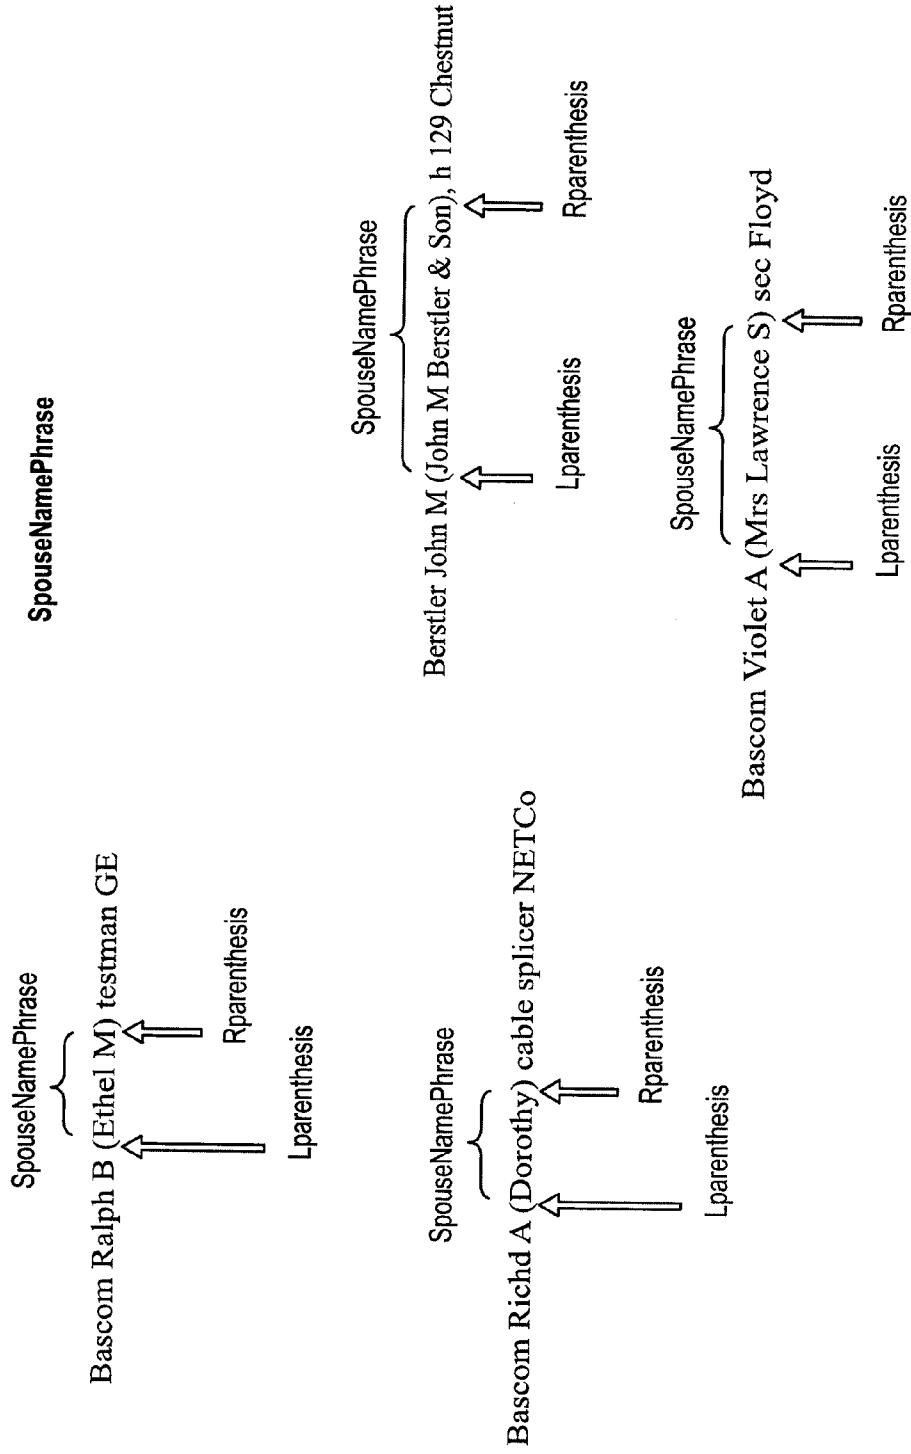 SpouseNamePhrase
SpouseNamePhrase
Bascom Ralph B (Ethel M) testman GE
Rparenthesis
Lparenthesis
SpouseNamePhrase
Berstler John M (John M Berstler & Son), h 129 Chestnut
Lparenthesis
Rparenthesis
SpouseNamePhrase
Bascom Richd A (Dorothy) cable splicer NETCo
Rparenthesis
Lparenthesis
SpouseNamePhrase
Bascom Violet A (Mrs Lawrence S) sec Floyd
Lparenthesis
Rparenthesis